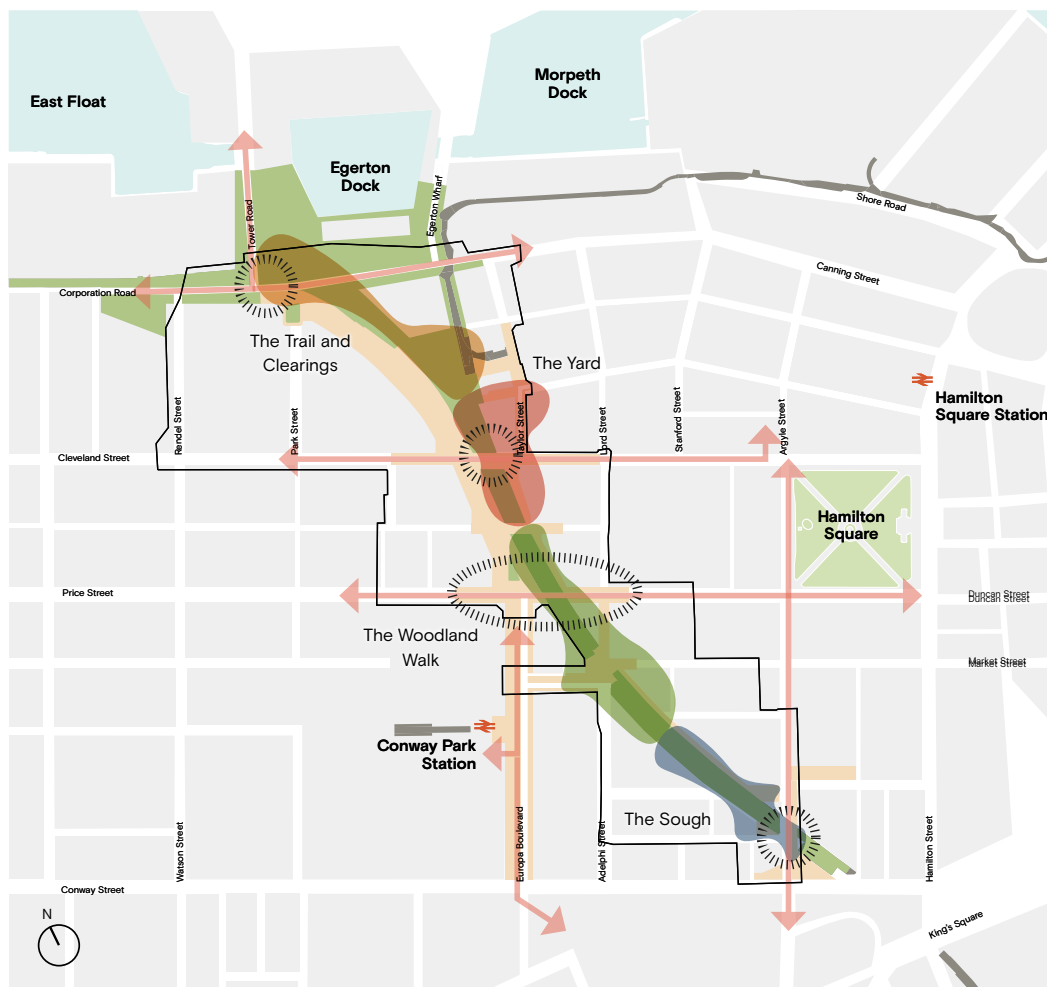 Morpeth
Dock
East Float
Egerton
Dock
Egerton Wharf
Tower Road
Shore Road
Canning Street
Corporation Road
The Trail and
Clearings
The Yard
Hamilton
Square Station
Rendel Street
Park Street
Taylor Street
Lord Street
Stanford Street
Argyle Street
Cleveland Street
Hamilton
Square
Price Street
Duncan Street
Duncan Street
The Woodland
Walk
Market Street
Market Street
Conway Park
Station
The Sough
Watson Street
Europa Boulevard
Adelphi Street
Hamilton Street
Conway Street
N
King's Square